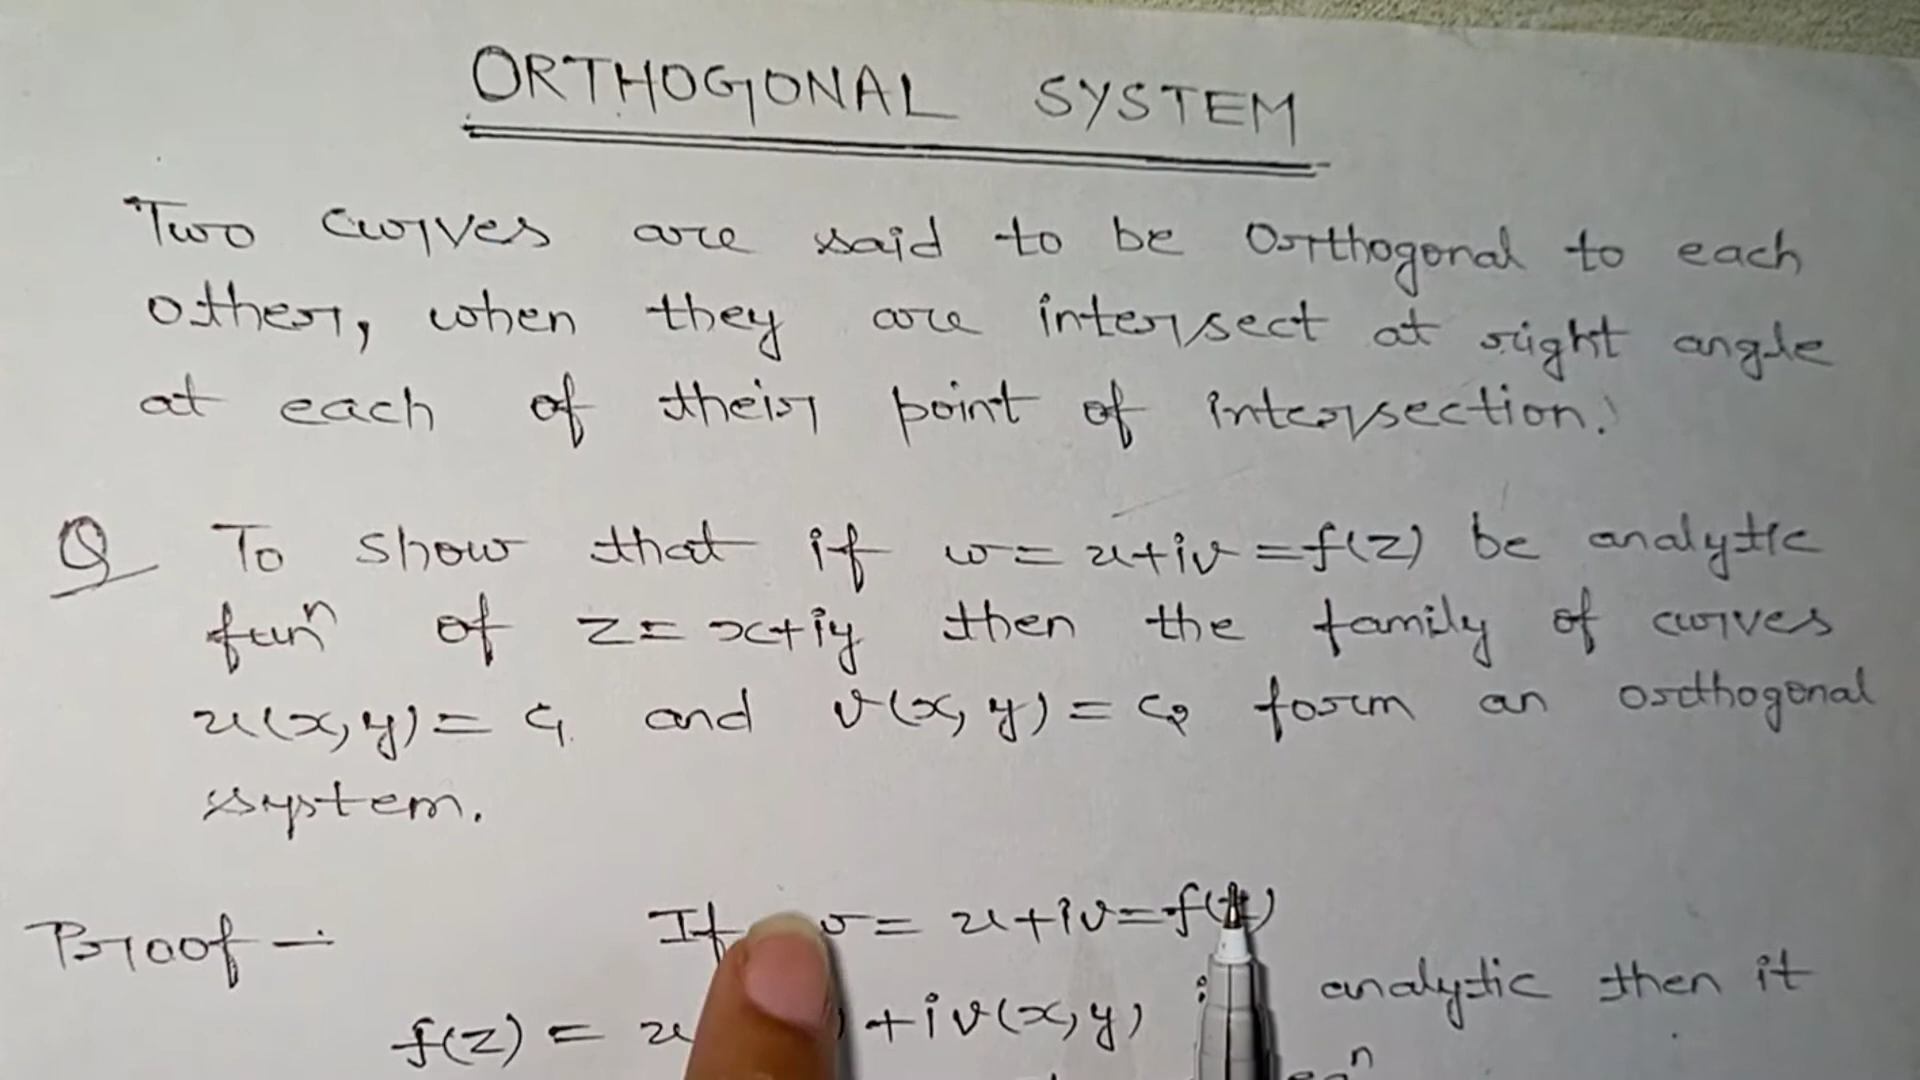 ORTHOGONAL SYSTEM
Two curves are said to be orthogonal to each
other, when they are intersect at right angle
at each of their point of intersection.
Q To show that if w = u+iv = f(z) be analytic
funⁿ of z = x+iy then the family of curves
u(x,y) = c₁ and v(x,y) = c₂ form an orthogonal
system.
Proof - If = u+iv = f(z)
f(z) = u +iv(x,y) analytic then it